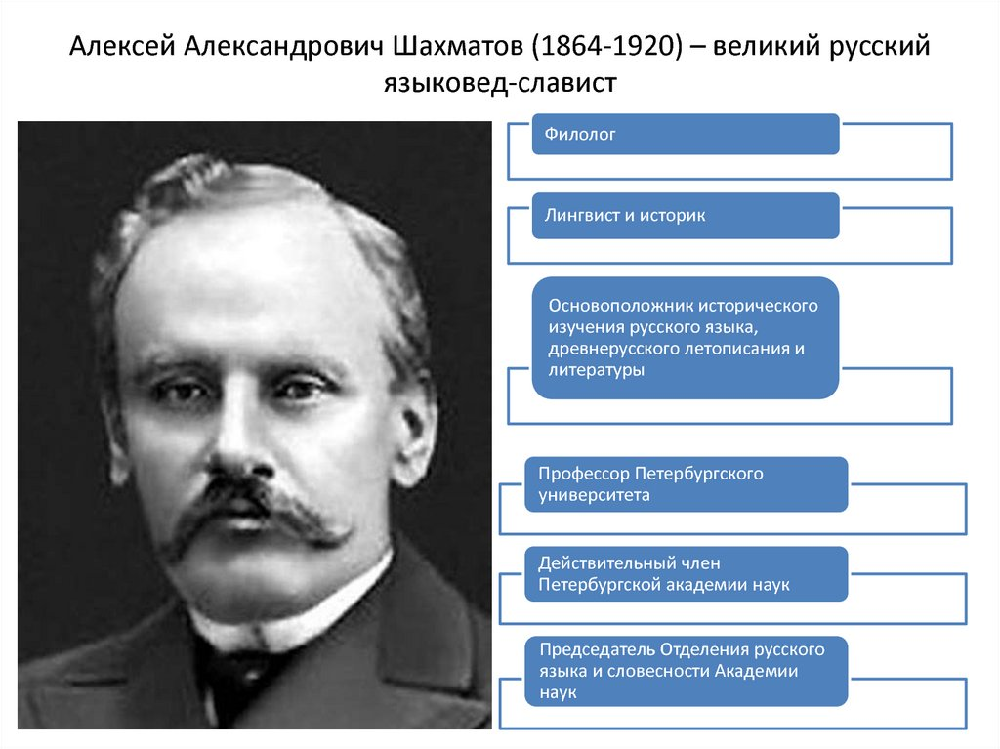 Алексей Александрович Шахматов (1864-1920) – великий русский
языковед-славист
Филолог
Лингвист и историк
Основоположник исторического
изучения русского языка,
древнерусского летописания и
литературы
Профессор Петербургского
университета
Действительный член
Петербургской академии наук
Председатель Отделения русского
языка и словесности Академии
наук